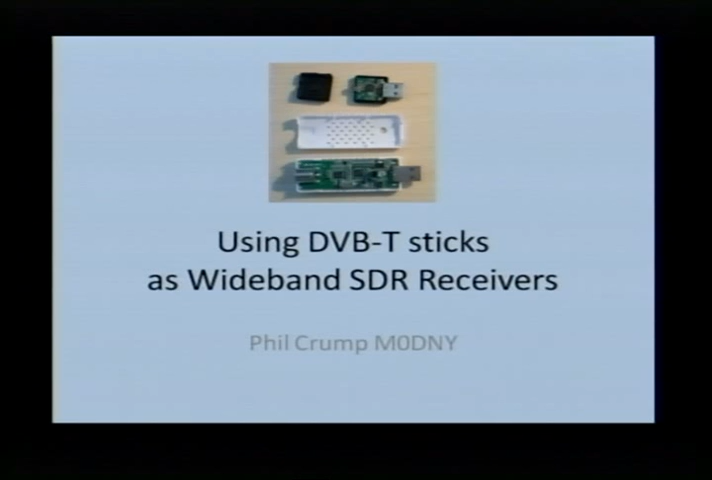 Using DVB-T sticks
as Wideband SDR Receivers
Phil Crump M0DNY